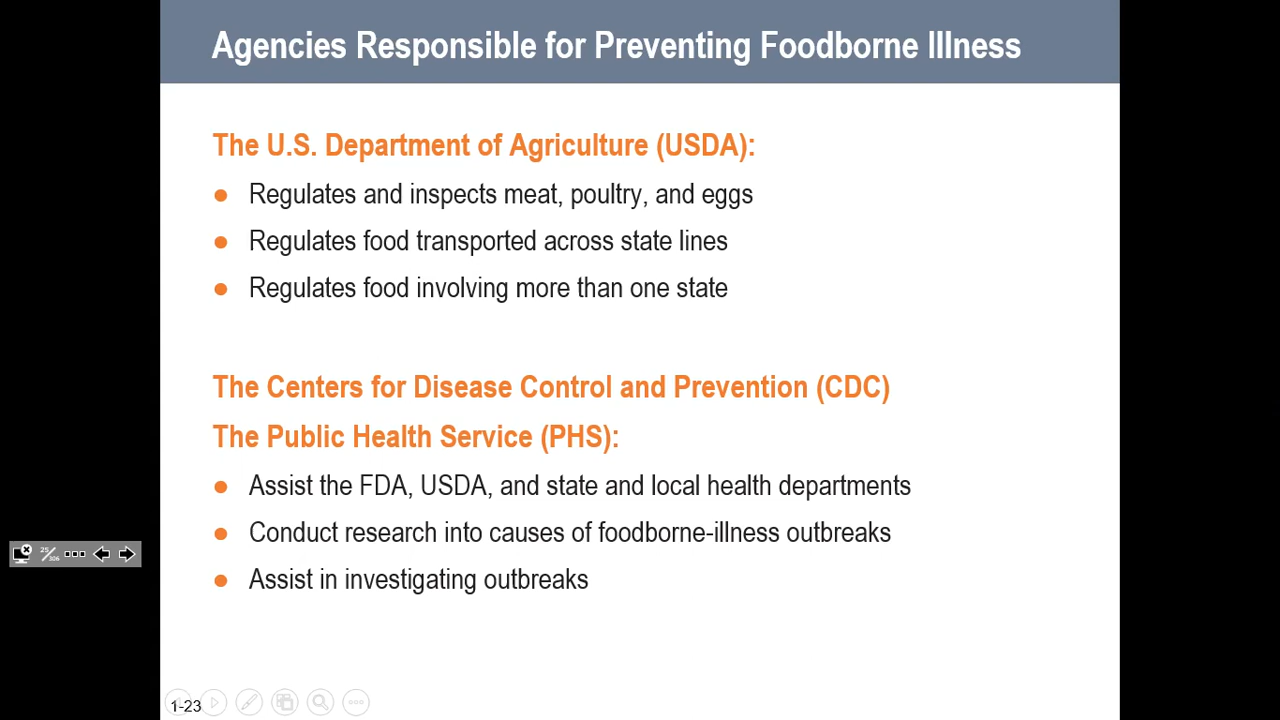 Agencies Responsible for Preventing Foodborne Illness
The U.S. Department of Agriculture (USDA):
Regulates and inspects meat, poultry, and eggs
Regulates food transported across state lines
Regulates food involving more than one state
The Centers for Disease Control and Prevention (CDC)
The Public Health Service (PHS):
Assist the FDA, USDA, and state and local health departments
Conduct research into causes of foodborne-illness outbreaks
25/306
Assist in investigating outbreaks
1-23